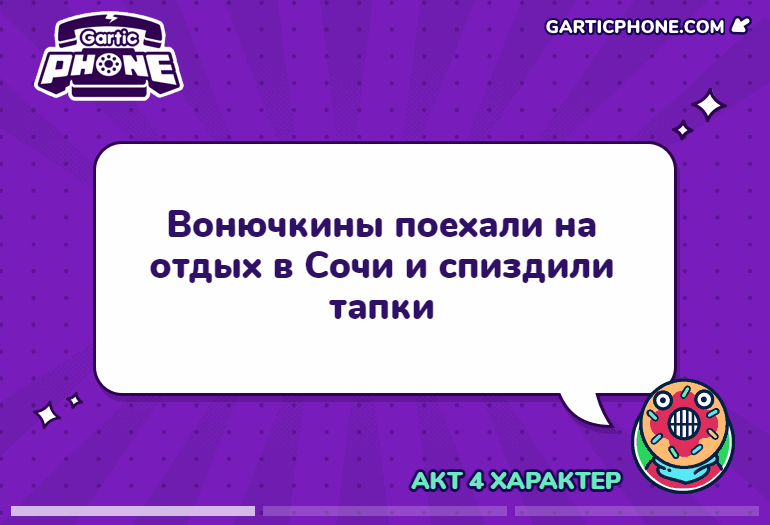 Gartic
PHONE
GARTICPHONE.COM
Вонючкины поехали на
отдых в Сочи и спиздили
тапки
АКТ 4 ХАРАКТЕР